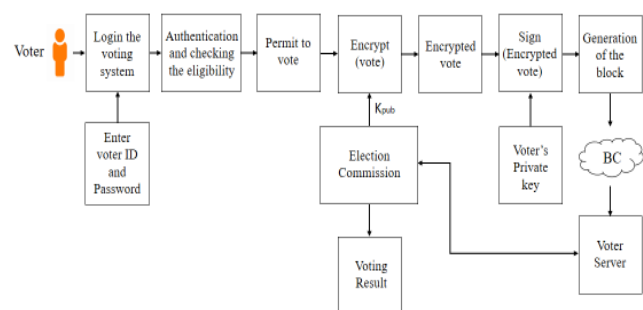 Voter
Login the
voting
system
Authentication
and checking
the eligibility
Permit to
vote
Encrypt
(vote)
Encrypted
vote
Sign
(Encrypted
vote)
Generation
of the
block
Kpub
Enter
voter ID
and
Password
Election
Commission
Voter's
Private
key
BC
Voting
Result
Voter
Server